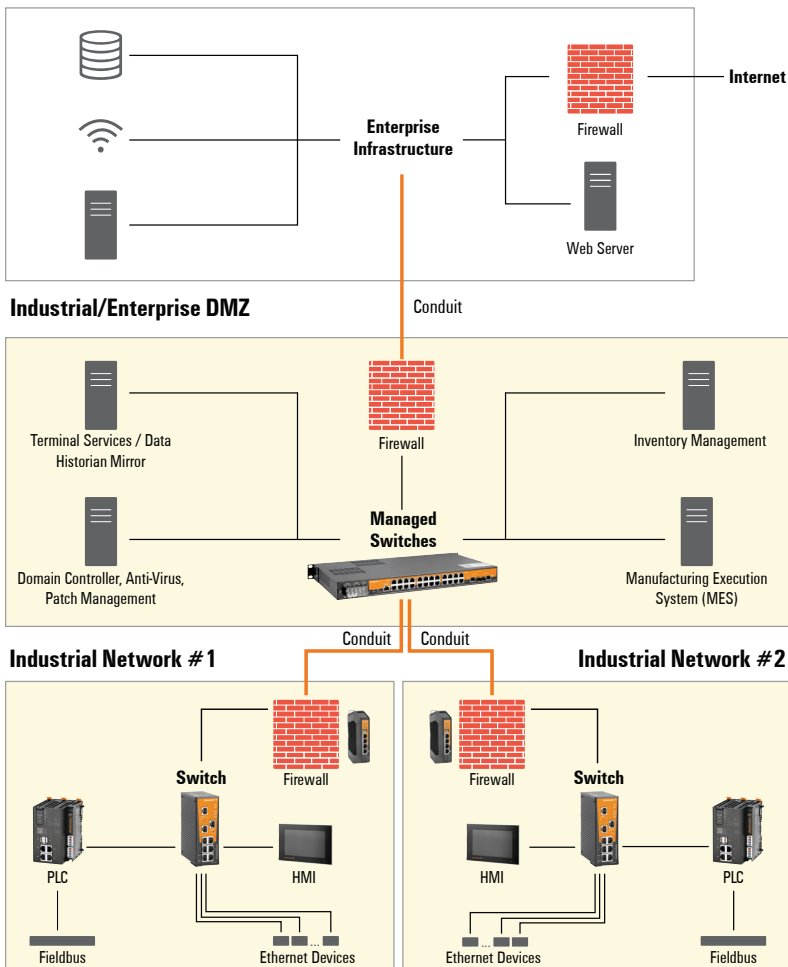 Internet
Enterprise
Infrastructure
Firewall
Web Server
Industrial/Enterprise DMZ
Conduit
Terminal Services / Data
Historian Mirror
Firewall
Inventory Management
Managed
Switches
Domain Controller, Anti-Virus,
Patch Management
Manufacturing Execution
System (MES)
Conduit
Conduit
Industrial Network #1
Industrial Network #2
Switch
Firewall
Firewall
Switch
PLC
HMI
HMI
PLC
Fieldbus
...
Ethernet Devices
...
Ethernet Devices
Fieldbus